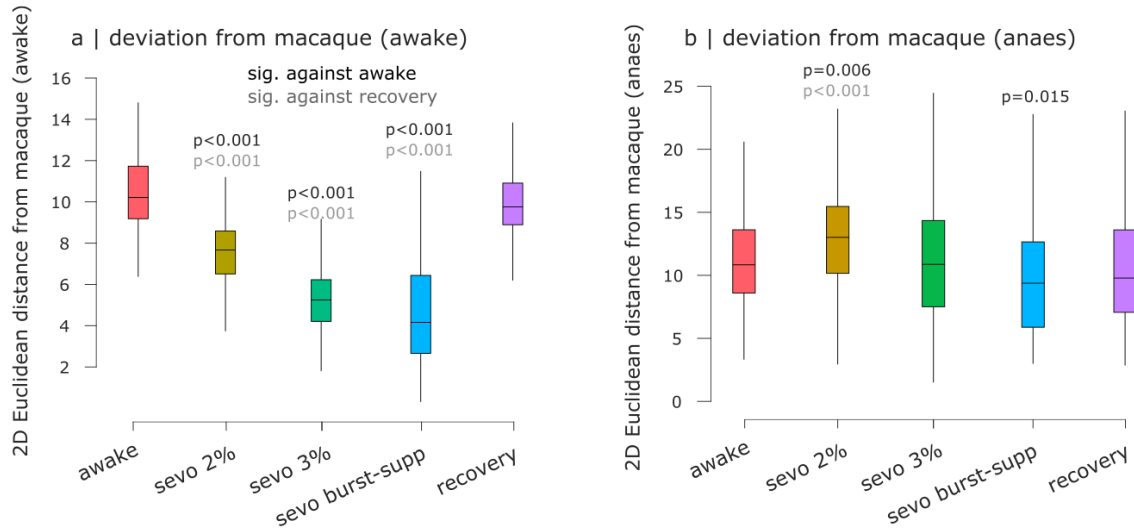 a | deviation from macaque (awake)
2D Euclidean distance from macaque (awake)
sig. against awake
sig. against recovery
16
14
12
10
8
6
4
2
p<0.001
p<0.001
p<0.001
p<0.001
p<0.001
p<0.001
awake
sevo 2%
sevo 3%
sevo burst-supp
recovery
b | deviation from macaque (anaes)
2D Euclidean distance from macaque (anaes)
25
20
15
10
5
0
p=0.006
p<0.001
p=0.015
awake
sevo 2%
sevo 3%
sevo burst-supp
recovery